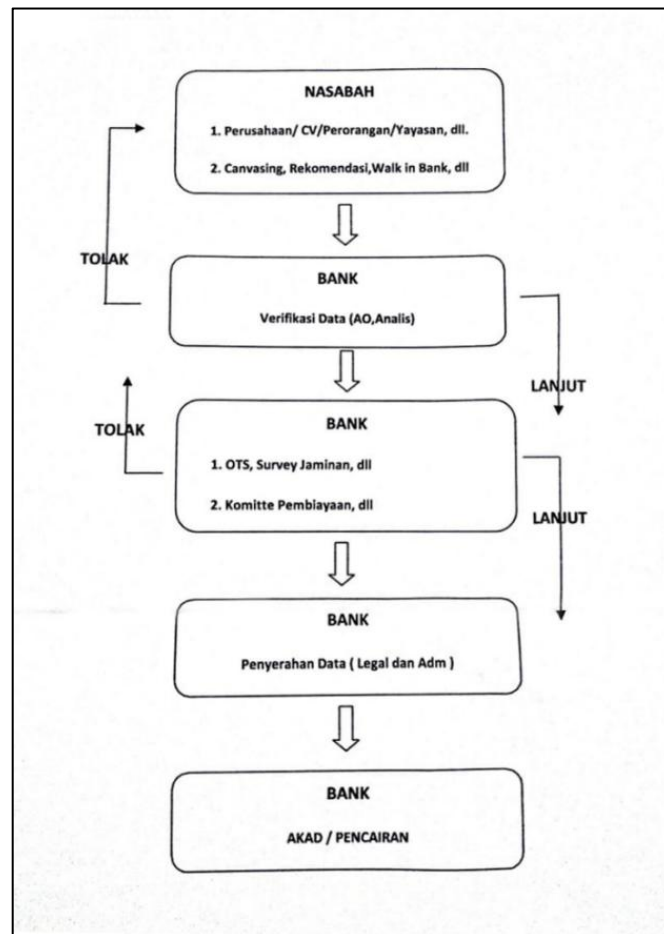 NASABAH
1. Perusahaan/ CV/Perorangan/Yayasan, dll.
2. Canvasing, Rekomendasi,Walk in Bank, dll
TOLAK
BANK
Verifikasi Data (AO,Analis)
LANJUT
TOLAK
BANK
1. OTS, Survey Jaminan, dll
2. Komitte Pembiayaan, dll
LANJUT
BANK
Penyerahan Data ( Legal dan Adm )
BANK
AKAD / PENCAIRAN